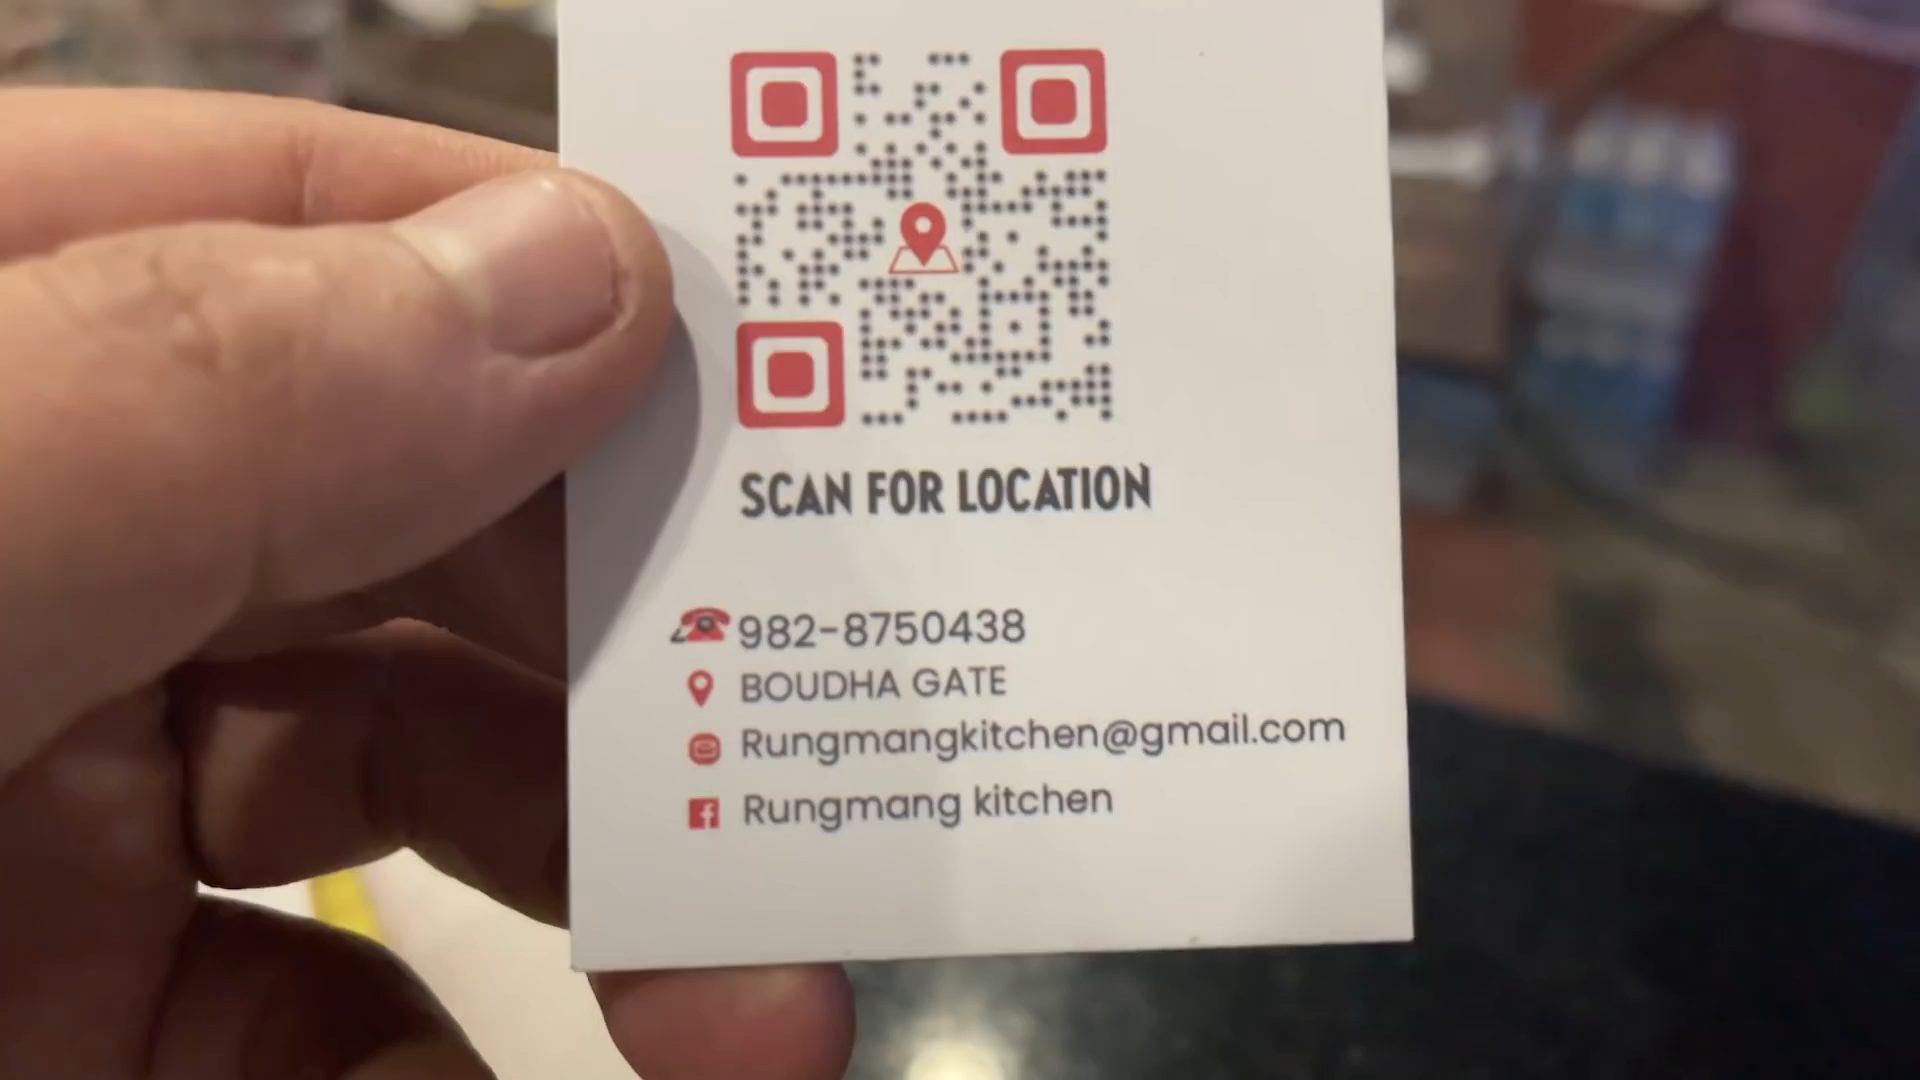 SCAN FOR LOCATION
982-8750438
BOUDHA GATE
Rungmangkitchen@gmail.com
Rungmang kitchen